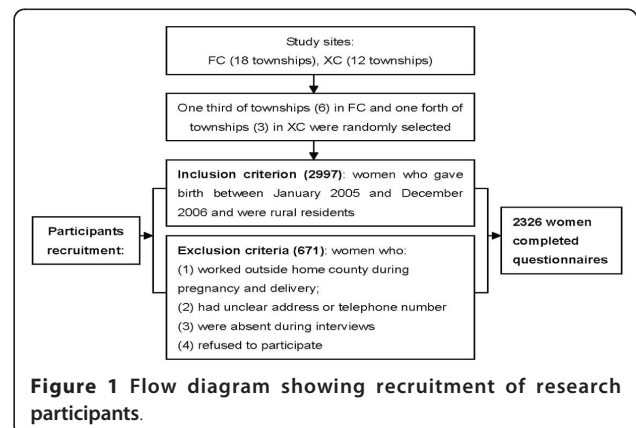 Study sites:
FC (18 townships), XC (12 townships)
One third of townships (6) in FC and one forth of
townships (3) in XC were randomly selected
Inclusion criterion (2997): women who gave
birth between January 2005 and December
2006 and were rural residents
Participants
recruitment:
Exclusion criteria (671): women who:
(1) worked outside home county during
pregnancy and delivery;
(2) had unclear address or telephone number
(3) were absent during interviews
(4) refused to participate
2326 women
completed
questionnaires
Figure 1 Flow diagram showing recruitment of research
participants.